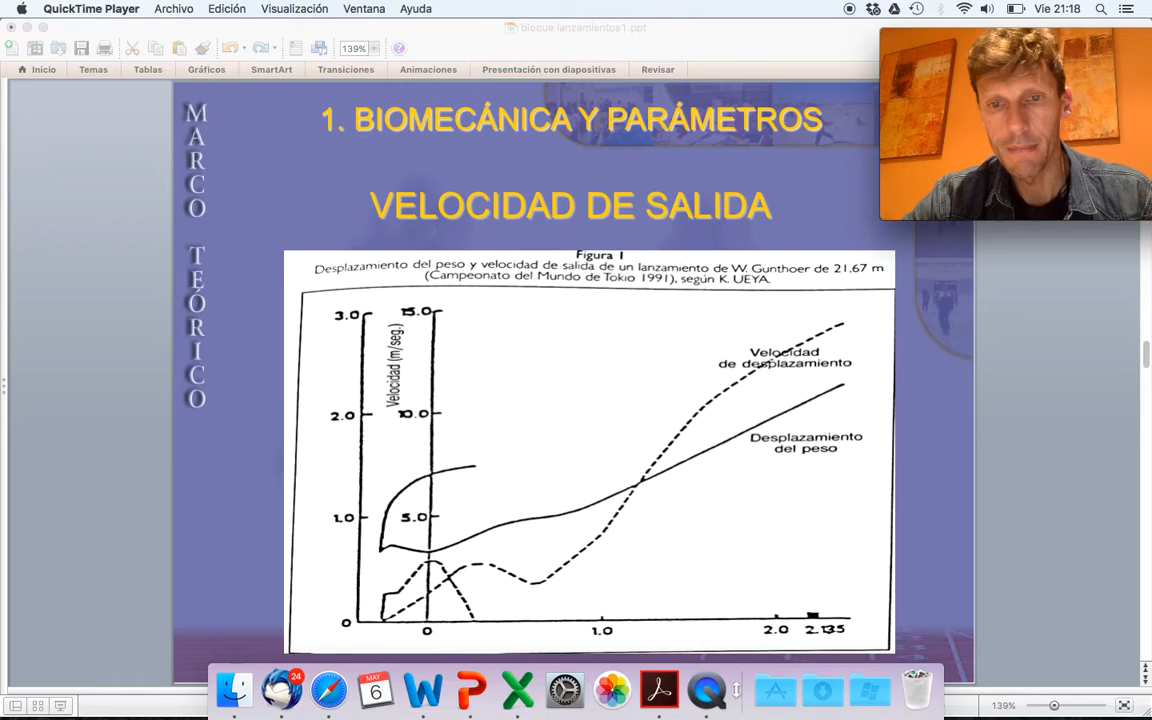 QuickTime Player Archivo Edición Visualización Ventana Ayuda
Vie 21:18
bloque lanzamientos1.ppt
139%
Inicio Temas Tablas Gráficos SmartArt Transiciones Animaciones Presentación con diapositivas Revisar
MARCO TEÓRICO
1. BIOMECÁNICA Y PARÁMETROS
VELOCIDAD DE SALIDA
Figura 1
Desplazamiento del peso y velocidad de salida de un lanzamiento de W. Gunthoer de 21,67 m
(Campeonato del Mundo de Tokio 1991), según K. UEYA.
3.0 15.0
Velocidad (m/seg.)
Velocidad
de desplazamiento
2.0 10.0
Desplazamiento
del peso
1.0 5.0
0
0 1.0 2.0 2.135
24
MAY
6
139%